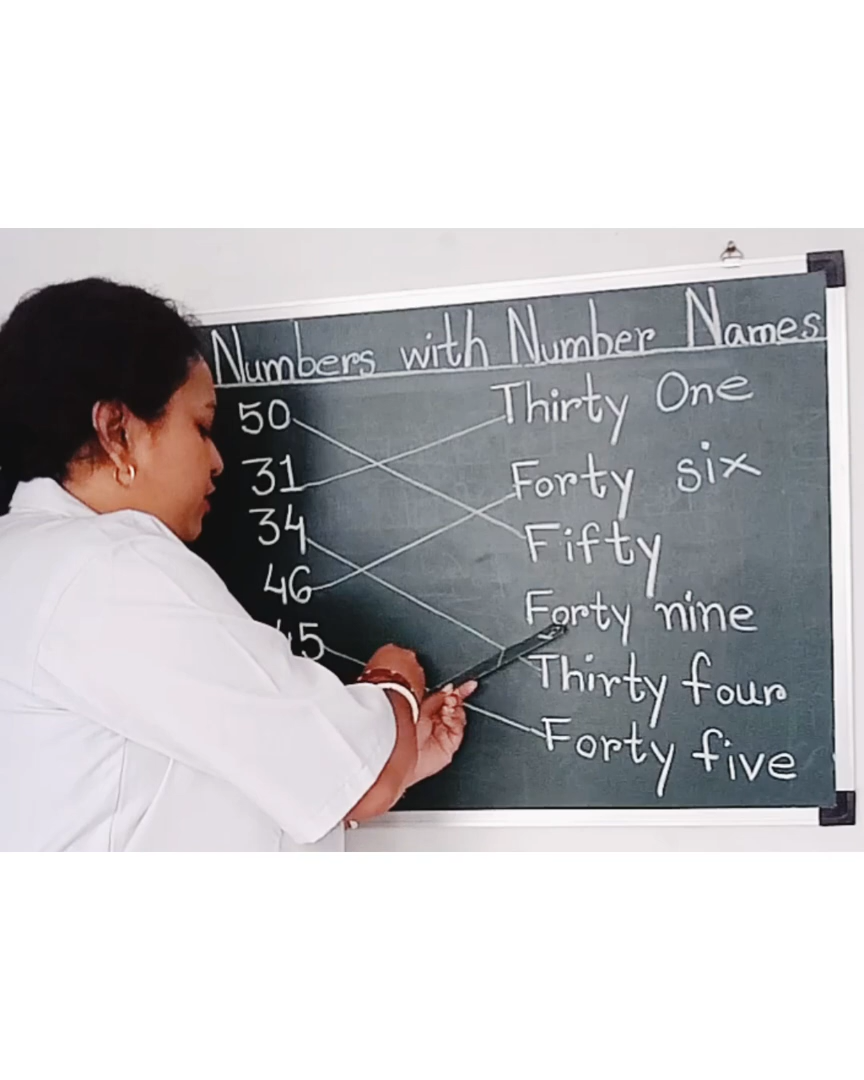 Numbers with Number Names
50 Thirty One
31 Forty six
34 Fifty
46 Forty nine
45 Thirty four
Forty five